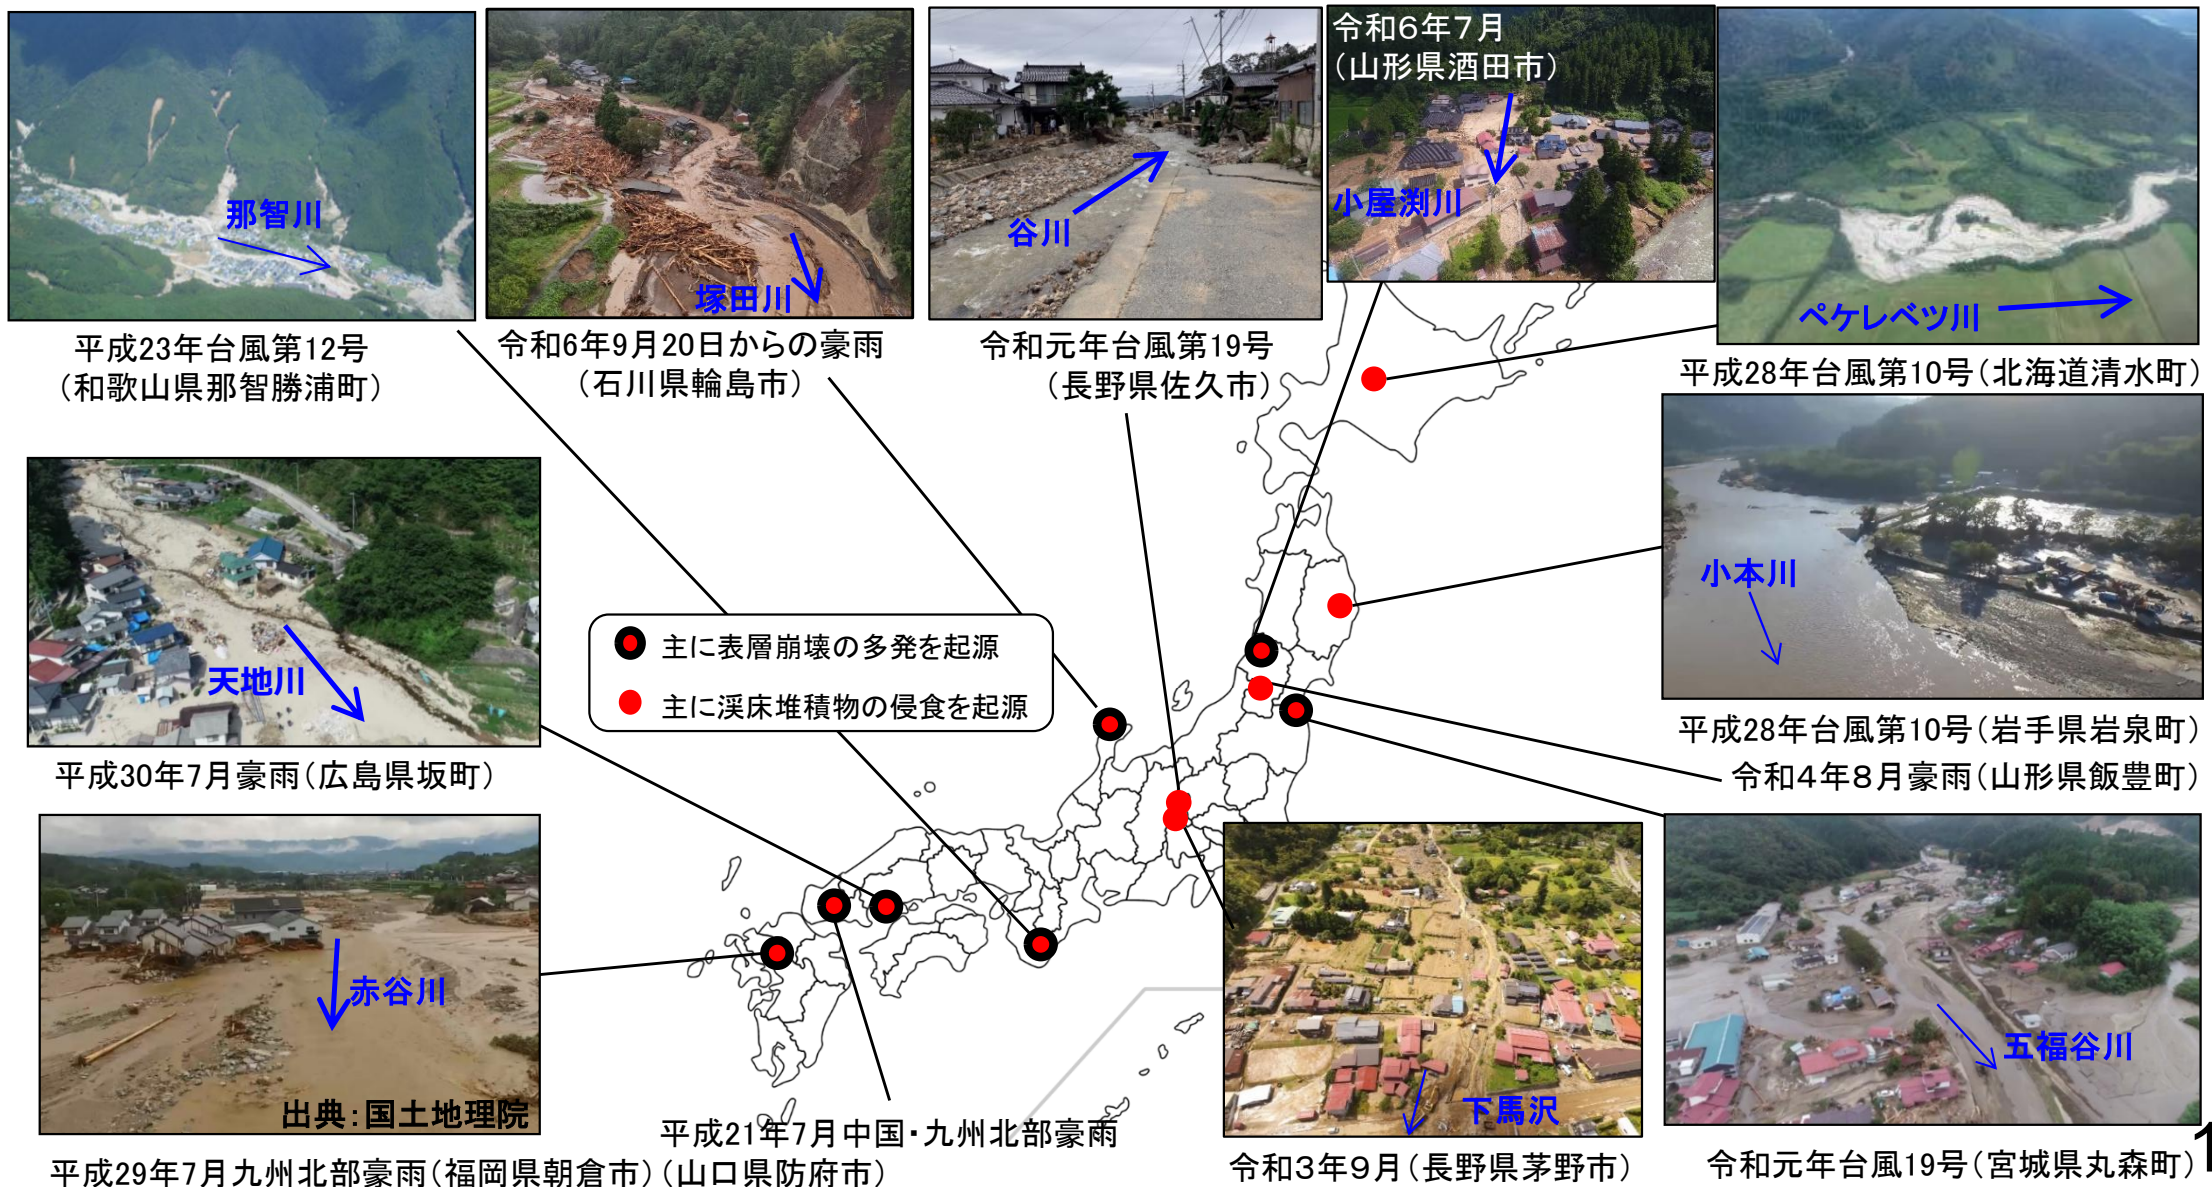 那智川
平成23年台風第12号
（和歌山県那智勝浦町）
塚田川
令和6年9月20日からの豪雨
（石川県輪島市）
谷川
令和元年台風第19号
（長野県佐久市）
令和6年7月
（山形県酒田市）
小屋渕川
ペケレベツ川
平成28年台風第10号（北海道清水町）
天地川
平成30年7月豪雨（広島県坂町）
主に表層崩壊の多発を起源
主に渓床堆積物の侵食を起源
小本川
平成28年台風第10号（岩手県岩泉町）
令和4年8月豪雨（山形県飯豊町）
赤谷川
出典：国土地理院
平成29年7月九州北部豪雨（福岡県朝倉市）
平成21年7月中国・九州北部豪雨
（山口県防府市）
下馬沢
令和3年9月（長野県茅野市）
五福谷川
令和元年台風19号（宮城県丸森町）
1